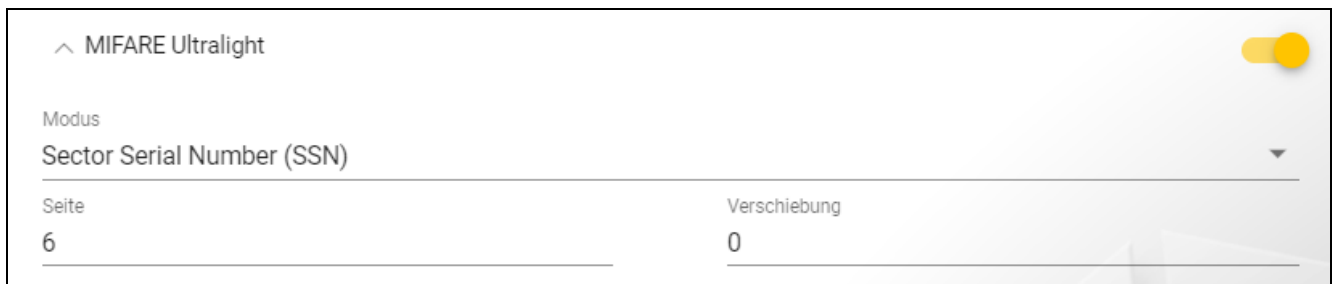 MIFARE Ultralight
Modus
Sector Serial Number (SSN)
Seite
Verschiebung
6
0